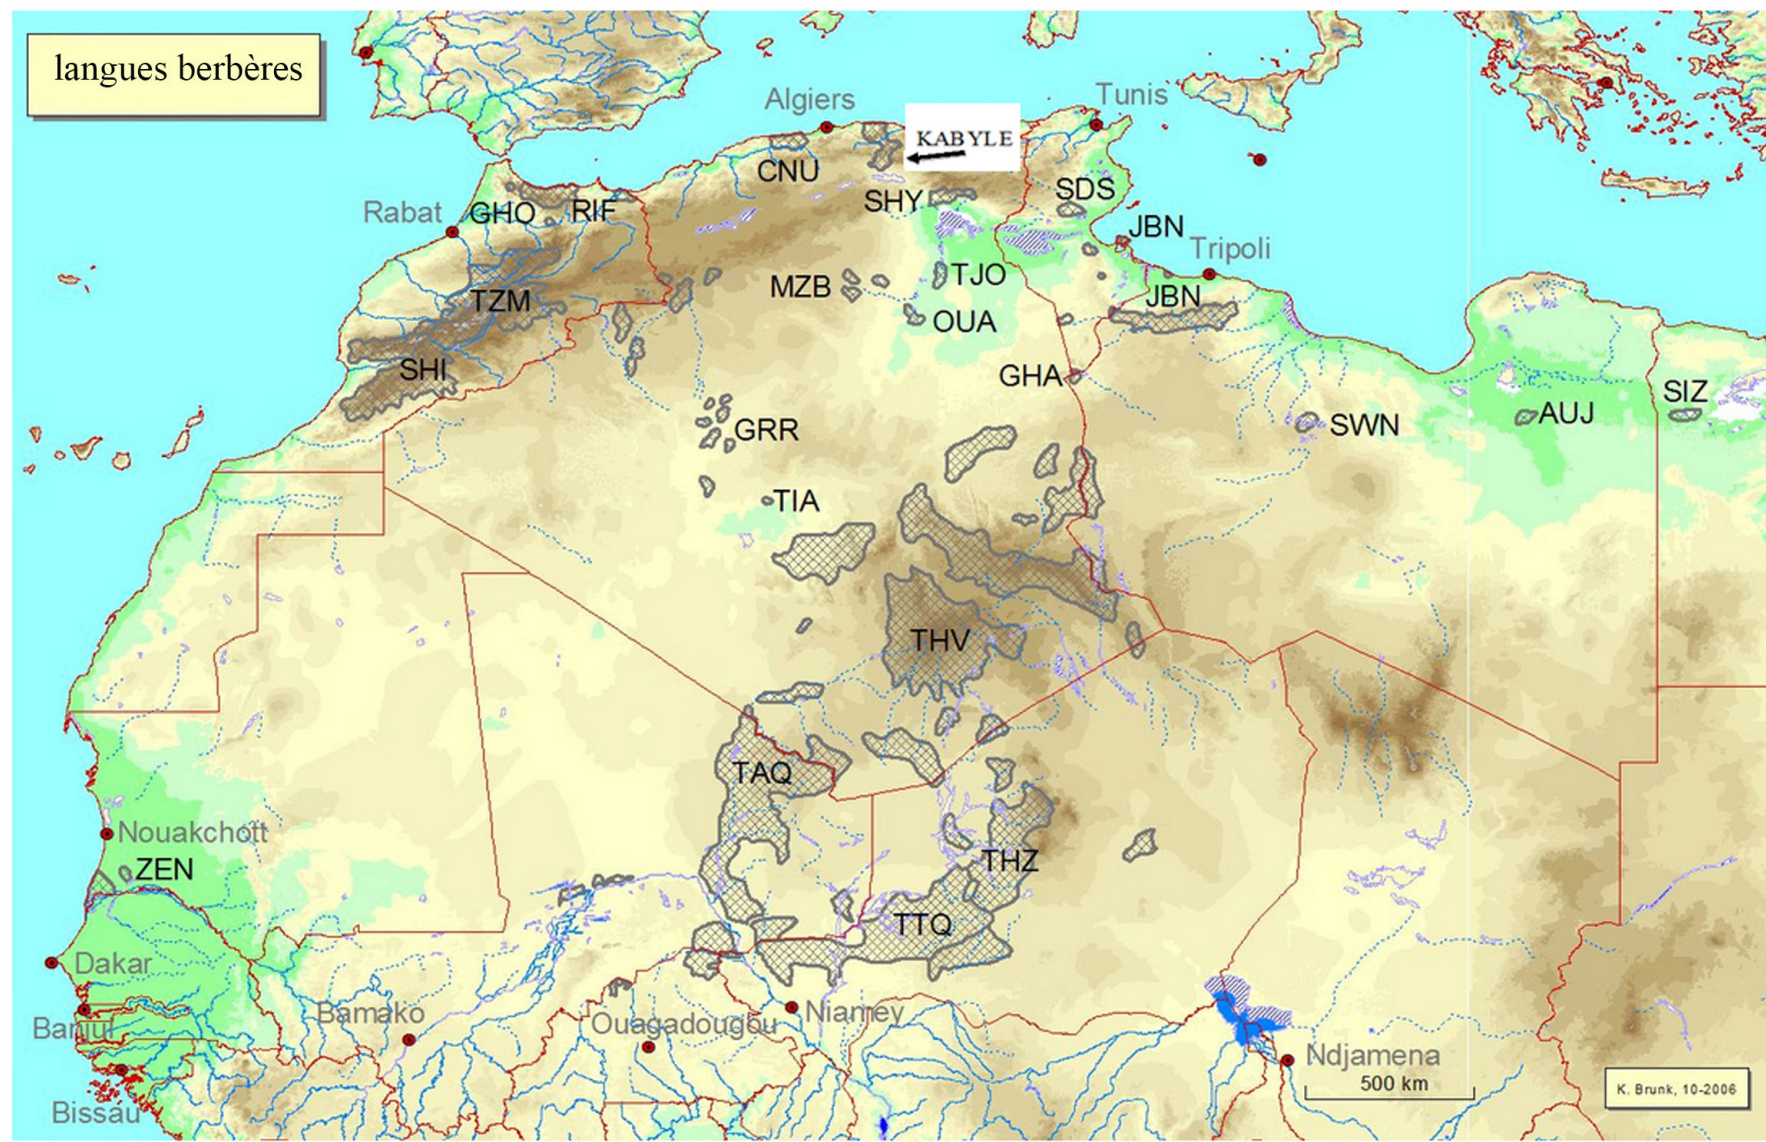 langues berbères
Algiers
Tunis
KABYLE
CNU
SHY
SDS
Rabat
GHO
RIF
JBN
Tripoli
TZM
MZB
TJO
JBN
OUA
SHI
GHA
SIZ
GRR
SWN
AUJ
TIA
THV
TAQ
Nouakchott
ZEN
THZ
TTQ
Dakar
Banjul
Bamako
Ouagadougou
Niamey
Ndjamena
500 km
K. Brunk, 10-2006
Bissau